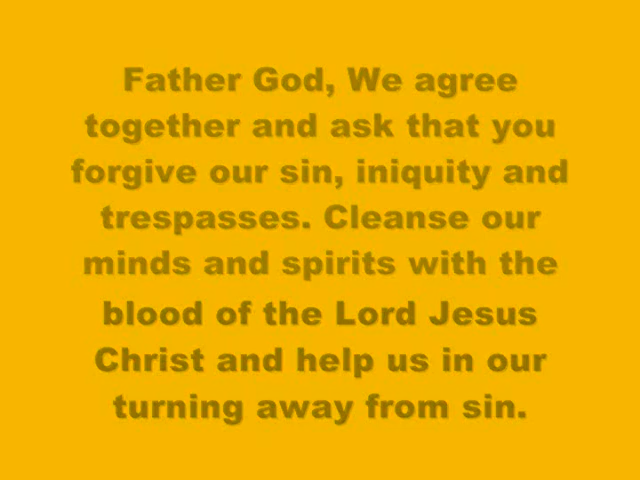 Father God, We agree
together and ask that you
forgive our sin, iniquity and
trespasses. Cleanse our
minds and spirits with the
blood of the Lord Jesus
Christ and help us in our
turning away from sin.